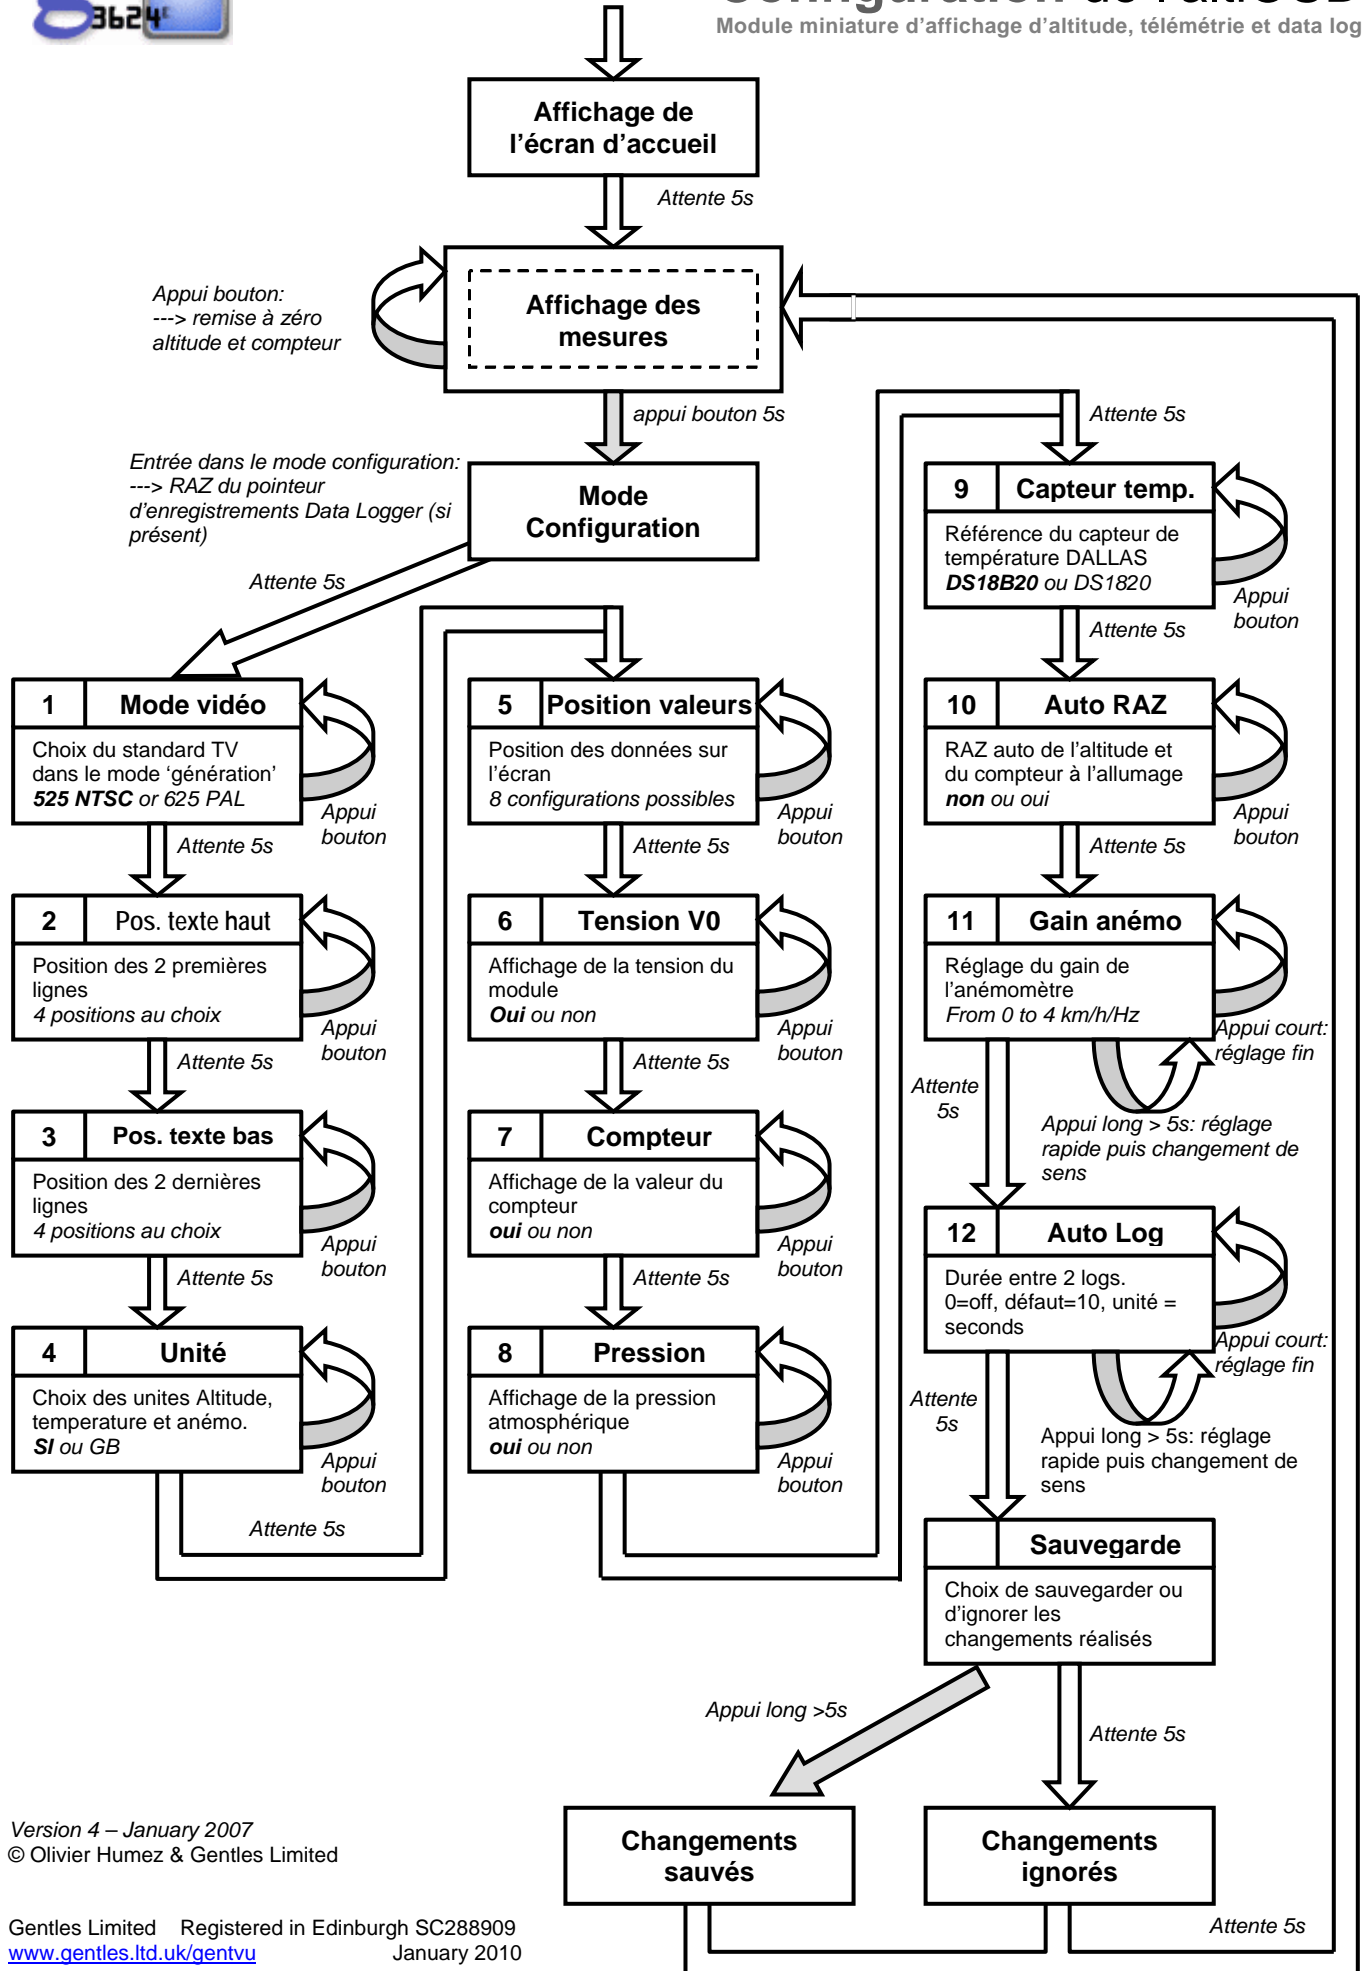 3624
Module miniature d'affichage d'altitude, télémétrie et data log
Affichage de
l'écran d'accueil
Attente 5s
Appui bouton:
---> remise à zéro
altitude et compteur
Affichage des
mesures
appui bouton 5s
Entrée dans le mode configuration:
---> RAZ du pointeur
d'enregistrements Data Logger (si
présent)
Mode
Configuration
Attente 5s
1 Mode vidéo
Choix du standard TV
dans le mode 'génération'
525 NTSC or 625 PAL
Appui
bouton
Attente 5s
2 Pos. texte haut
Position des 2 premières
lignes
4 positions au choix
Appui
bouton
Attente 5s
3 Pos. texte bas
Position des 2 dernières
lignes
4 positions au choix
Appui
bouton
Attente 5s
4 Unité
Choix des unites Altitude,
temperature et anémo.
SI ou GB
Appui
bouton
Attente 5s
5 Position valeurs
Position des données sur
l'écran
8 configurations possibles
Appui
bouton
Attente 5s
6 Tension V0
Affichage de la tension du
module
Oui ou non
Appui
bouton
Attente 5s
7 Compteur
Affichage de la valeur du
compteur
oui ou non
Appui
bouton
Attente 5s
8 Pression
Affichage de la pression
atmosphérique
oui ou non
Appui
bouton
Attente 5s
9 Capteur temp.
Référence du capteur de
température DALLAS
DS18B20 ou DS1820
Appui
bouton
Attente 5s
10 Auto RAZ
RAZ auto de l'altitude et
du compteur à l'allumage
non ou oui
Appui
bouton
Attente 5s
11 Gain anémo
Réglage du gain de
l'anémomètre
From 0 to 4 km/h/Hz
Appui court:
réglage fin
Attente
5s
Appui long > 5s: réglage
rapide puis changement de
sens
12 Auto Log
Durée entre 2 logs.
0=off, défaut=10, unité =
seconds
Appui court:
réglage fin
Attente
5s
Appui long > 5s: réglage
rapide puis changement de
sens
Sauvegarde
Choix de sauvegarder ou
d'ignorer les
changements réalisés
Appui long >5s
Attente 5s
Changements
sauvés
Changements
ignorés
Attente 5s
Version 4 – January 2007
© Olivier Humez & Gentles Limited
Gentles Limited Registered in Edinburgh SC288909
www.gentles.ltd.uk/gentvu January 2010